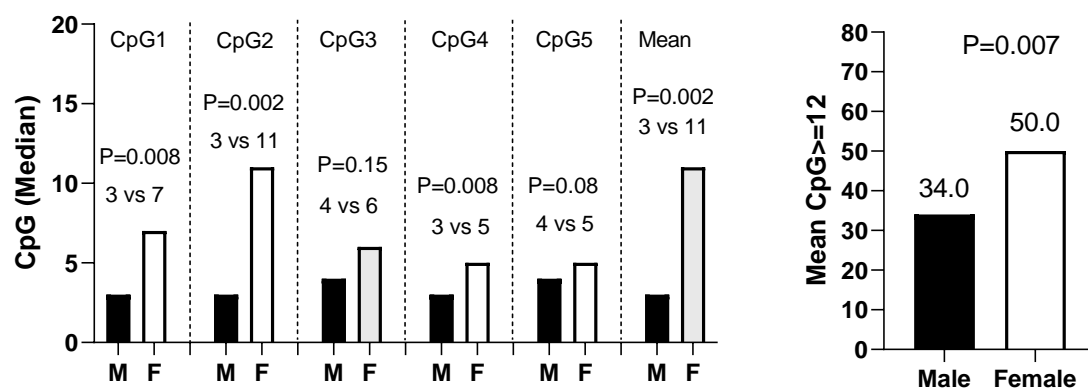 20
15
10
5
0
CpG (Median)
CpG1
P=0.008
3 vs 7
M F
CpG2
P=0.002
3 vs 11
M F
CpG3
P=0.15
4 vs 6
M F
CpG4
P=0.008
3 vs 5
M F
CpG5
P=0.08
4 vs 5
M F
Mean
P=0.002
3 vs 11
M F
80
70
60
50
40
30
20
10
0
Mean CpG>=12
P=0.007
34.0
50.0
Male Female